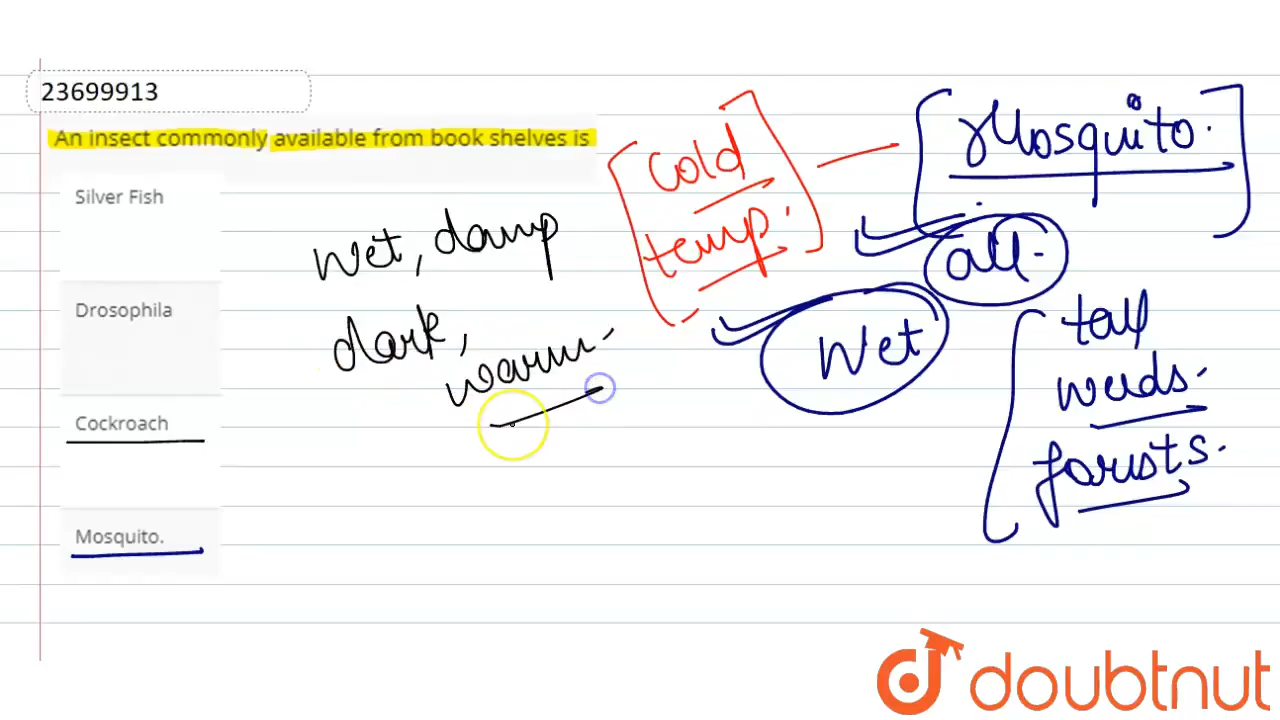 23699913
An insect commonly available from book shelves is
Silver Fish
Drosophila
Cockroach
Mosquito.
wet, damp
dark,
warm.
Cold
temp.
Mosquito.
all.
Wet
tall
weeds.
forests.
doubtnut